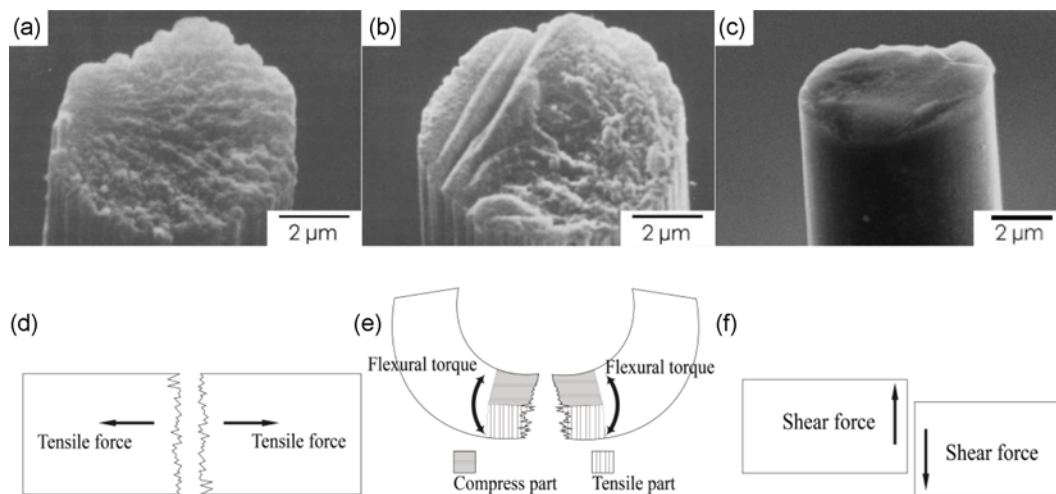 (a)
(b)
(c)
2 μm
2 μm
2 μm
(d)
(e)
(f)
Flexural torque
Flexural torque
Tensile force
Tensile force
Compress part
Tensile part
Shear force
Shear force